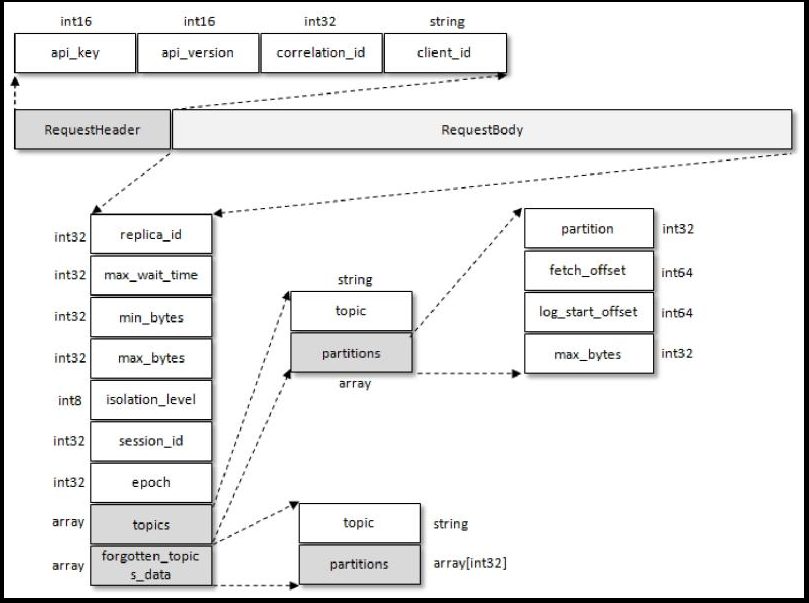 int16 int16 int32 string
api_key api_version correlation_id client_id
RequestHeader RequestBody
int32 replica_id
int32 max_wait_time
int32 min_bytes
int32 max_bytes
int8 isolation_level
int32 session_id
int32 epoch
array topics
array forgotten_topic
s_data
string
topic
partitions
array
partition int32
fetch_offset int64
log_start_offset int64
max_bytes int32
topic string
partitions array[int32]